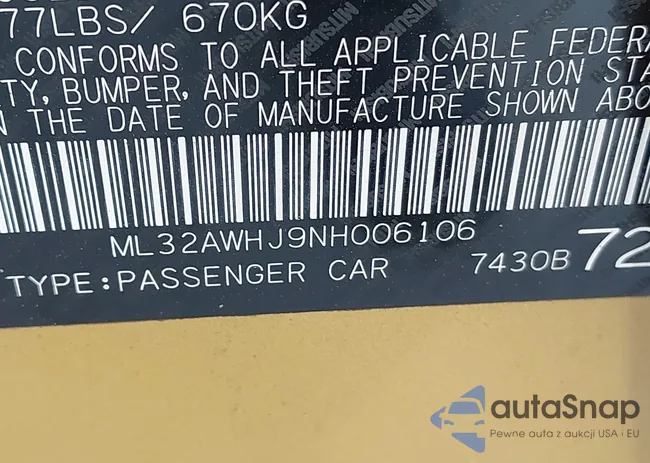 77LBS/ 670KG
CONFORMS TO ALL APPLICABLE FEDERA
TY, BUMPER, AND THEFT PREVENTION STA
N THE DATE OF MANUFACTURE SHOWN ABO
ML32AWHJ9NH006106
TYPE:PASSENGER CAR 7430B 72
autaSnap
Pewne auta z aukcji USA i EU